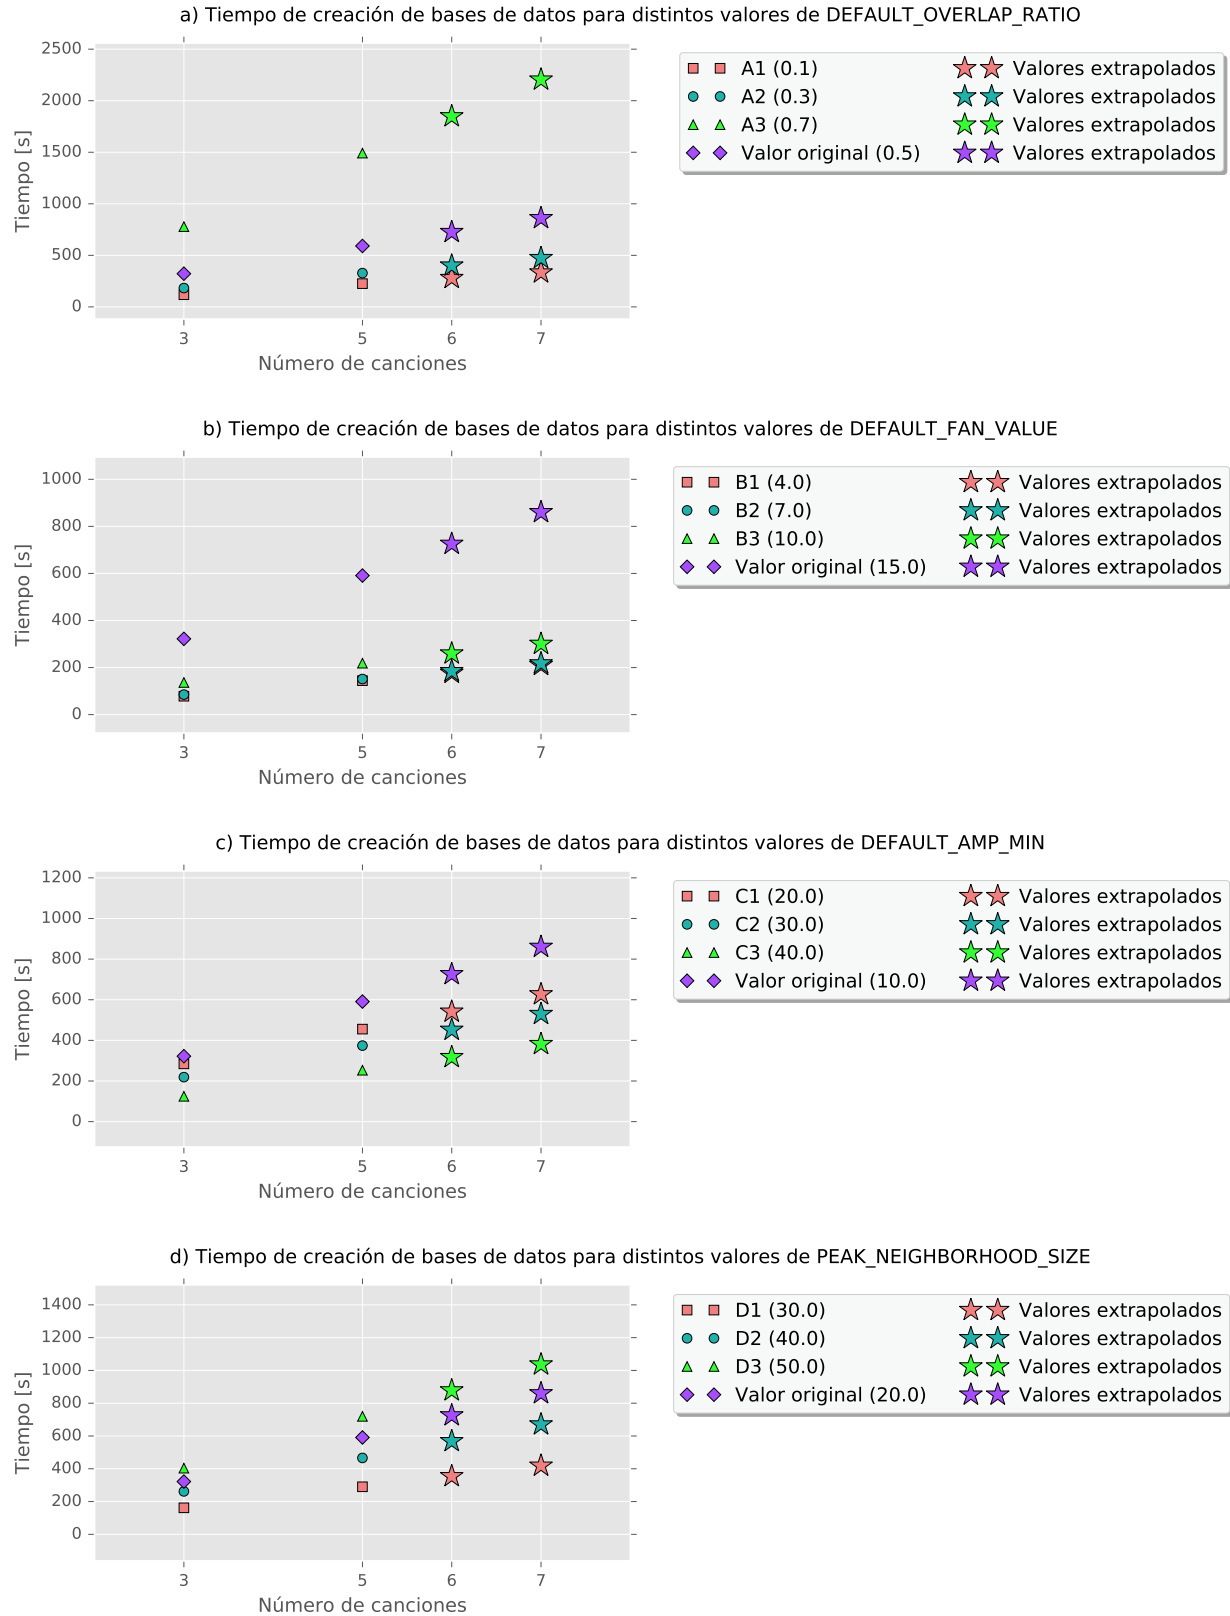 a) Tiempo de creación de bases de datos para distintos valores de DEFAULT_OVERLAP_RATIO
2500
2000
1500
1000
500
0
Tiempo [s]
3 5 6 7
Número de canciones
A1 (0.1) Valores extrapolados
A2 (0.3) Valores extrapolados
A3 (0.7) Valores extrapolados
Valor original (0.5) Valores extrapolados
b) Tiempo de creación de bases de datos para distintos valores de DEFAULT_FAN_VALUE
1000
800
600
400
200
0
Tiempo [s]
3 5 6 7
Número de canciones
B1 (4.0) Valores extrapolados
B2 (7.0) Valores extrapolados
B3 (10.0) Valores extrapolados
Valor original (15.0) Valores extrapolados
c) Tiempo de creación de bases de datos para distintos valores de DEFAULT_AMP_MIN
1200
1000
800
600
400
200
0
Tiempo [s]
3 5 6 7
Número de canciones
C1 (20.0) Valores extrapolados
C2 (30.0) Valores extrapolados
C3 (40.0) Valores extrapolados
Valor original (10.0) Valores extrapolados
d) Tiempo de creación de bases de datos para distintos valores de PEAK_NEIGHBORHOOD_SIZE
1400
1200
1000
800
600
400
200
0
Tiempo [s]
3 5 6 7
Número de canciones
D1 (30.0) Valores extrapolados
D2 (40.0) Valores extrapolados
D3 (50.0) Valores extrapolados
Valor original (20.0) Valores extrapolados